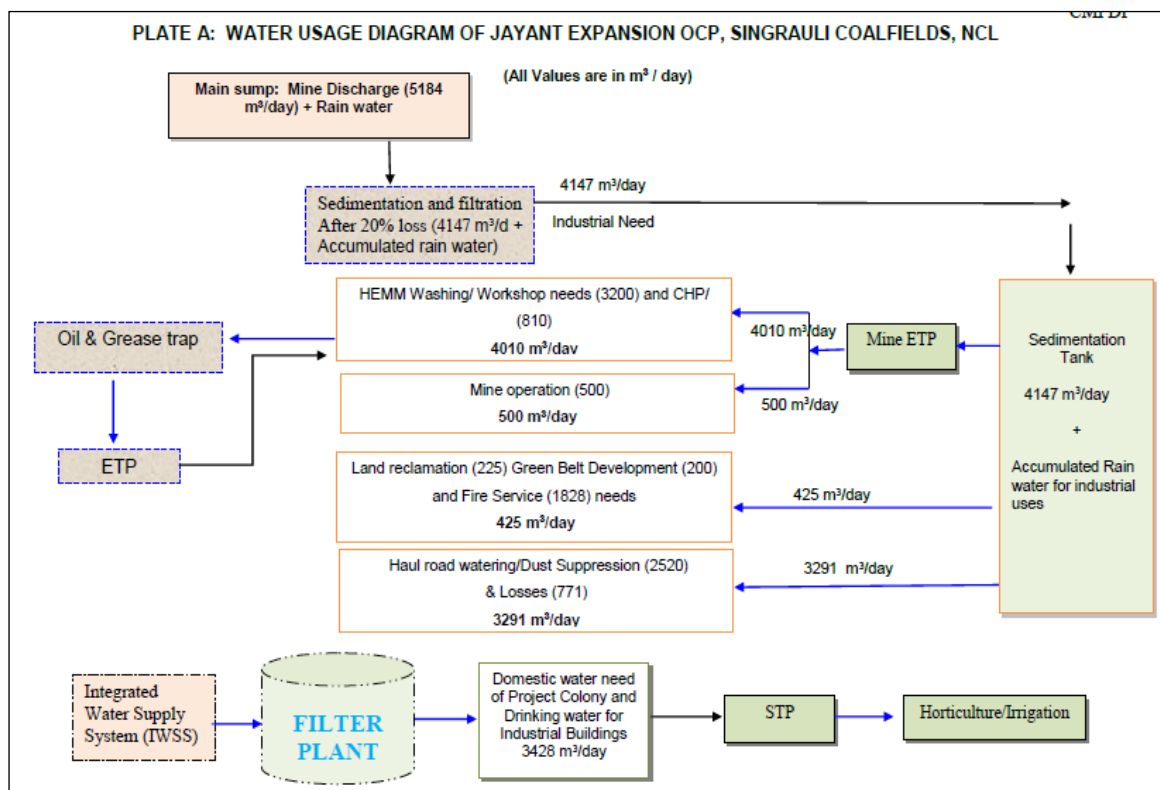 CMPDI
PLATE A: WATER USAGE DIAGRAM OF JAYANT EXPANSION OCP, SINGRAULI COALFIELDS, NCL
(All Values are in m³ / day)
Main sump: Mine Discharge (5184
m³/day) + Rain water
4147 m³/day
Sedimentation and filtration
After 20% loss (4147 m³/d +
Accumulated rain water)
Industrial Need
HEMM Washing/ Workshop needs (3200) and CHP/
(810)
4010 m³/day
Oil & Grease trap
4010 m³/day
Mine ETP
Sedimentation
Tank
4147 m³/day
+
Accumulated Rain
water for industrial
uses
Mine operation (500)
500 m³/day
500 m³/day
ETP
Land reclamation (225) Green Belt Development (200)
and Fire Service (1828) needs
425 m³/day
425 m³/day
Haul road watering/Dust Suppression (2520)
& Losses (771)
3291 m³/day
3291 m³/day
Integrated
Water Supply
System (IWSS)
FILTER
PLANT
Domestic water need
of Project Colony and
Drinking water for
Industrial Buildings
3428 m³/day
STP
Horticulture/Irrigation